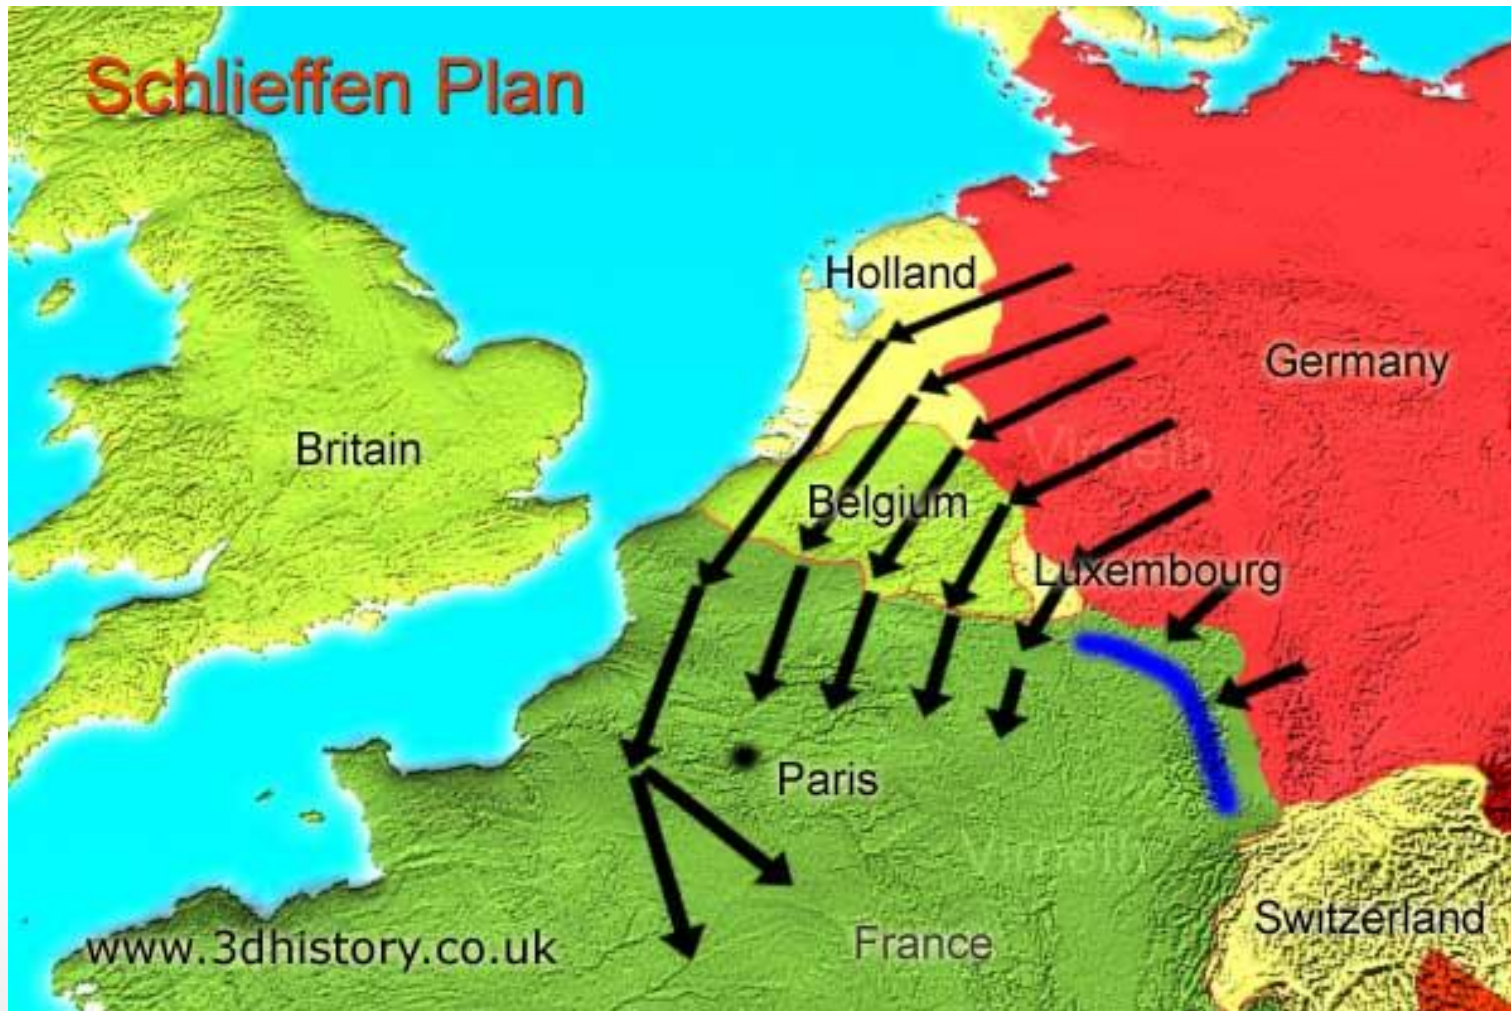 Schlieffen Plan
Holland
Germany
Britain
Belgium
Luxembourg
Paris
Switzerland
France
www.3dhistory.co.uk